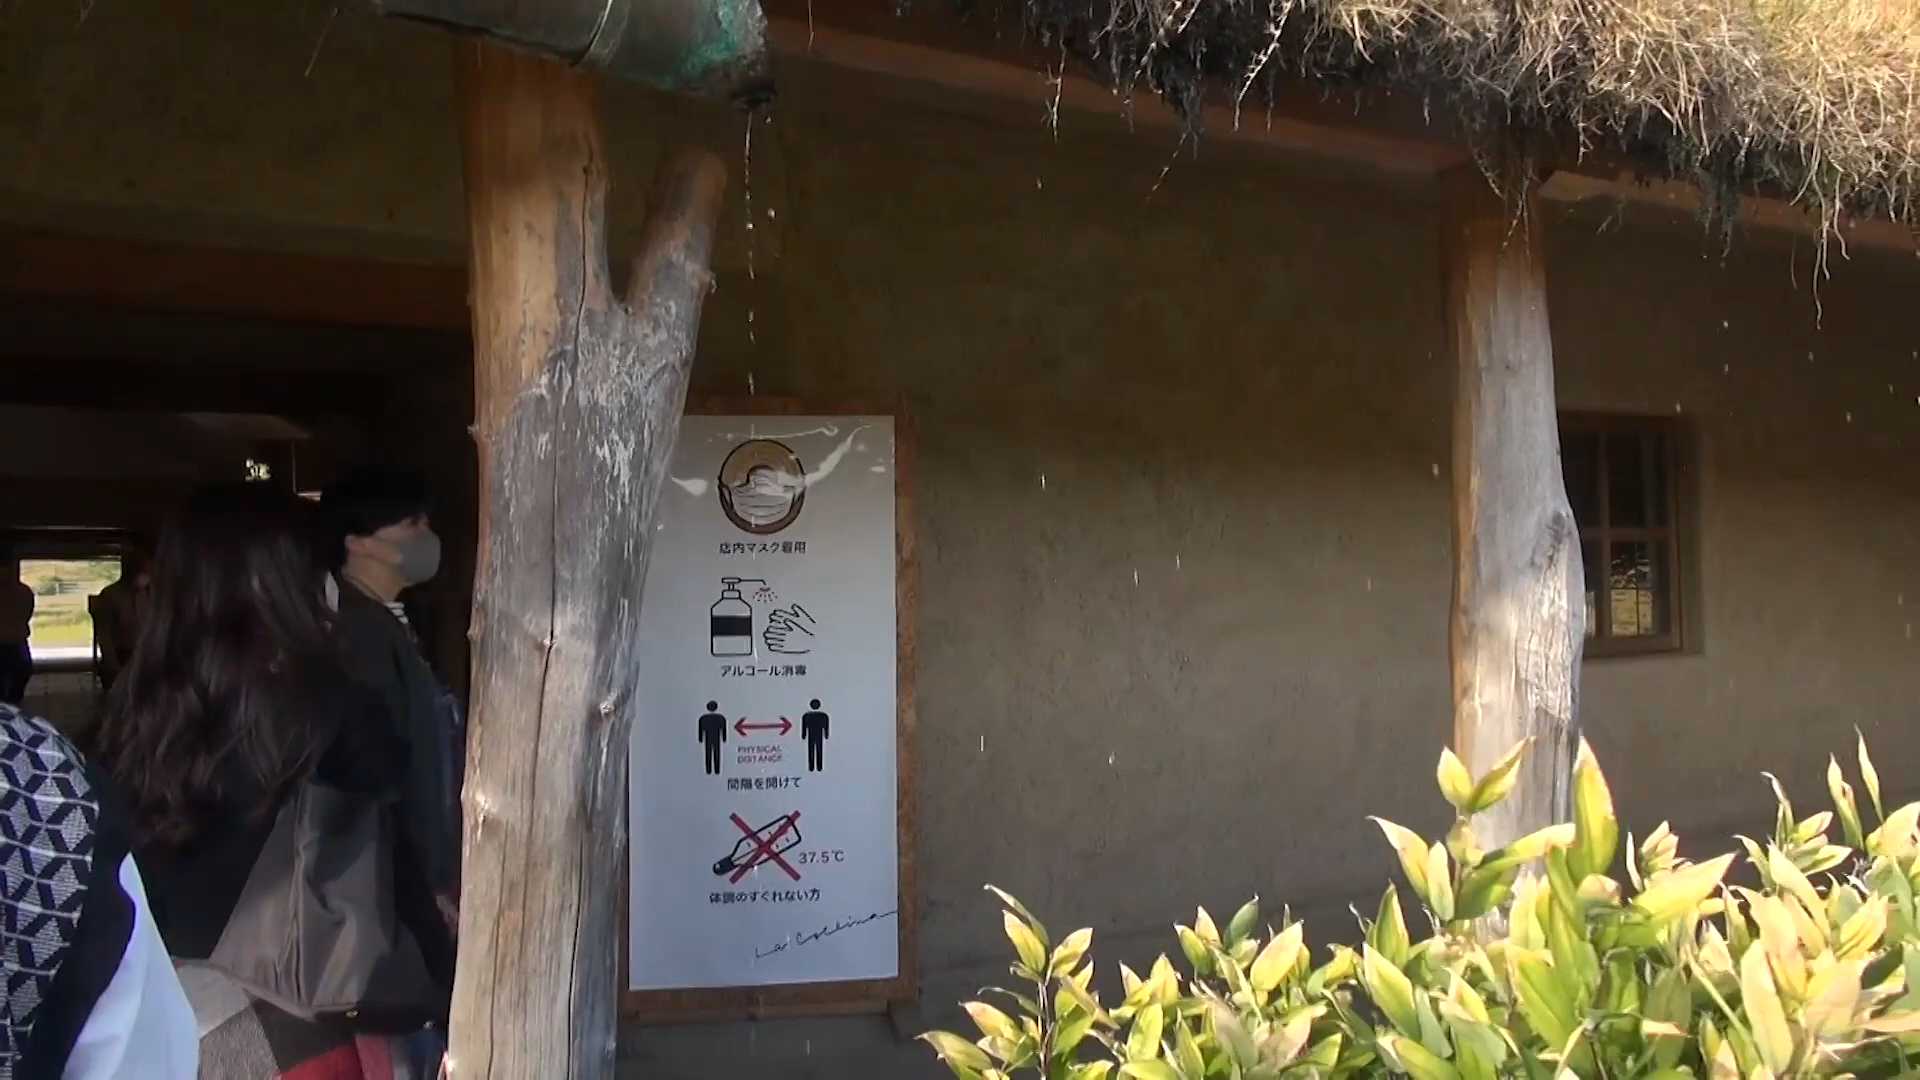 店内マスク着用
アルコール消毒
PHYSICAL
DISTANCE
間隔を開けて
37.5℃
体調のすぐれない方
La Collina